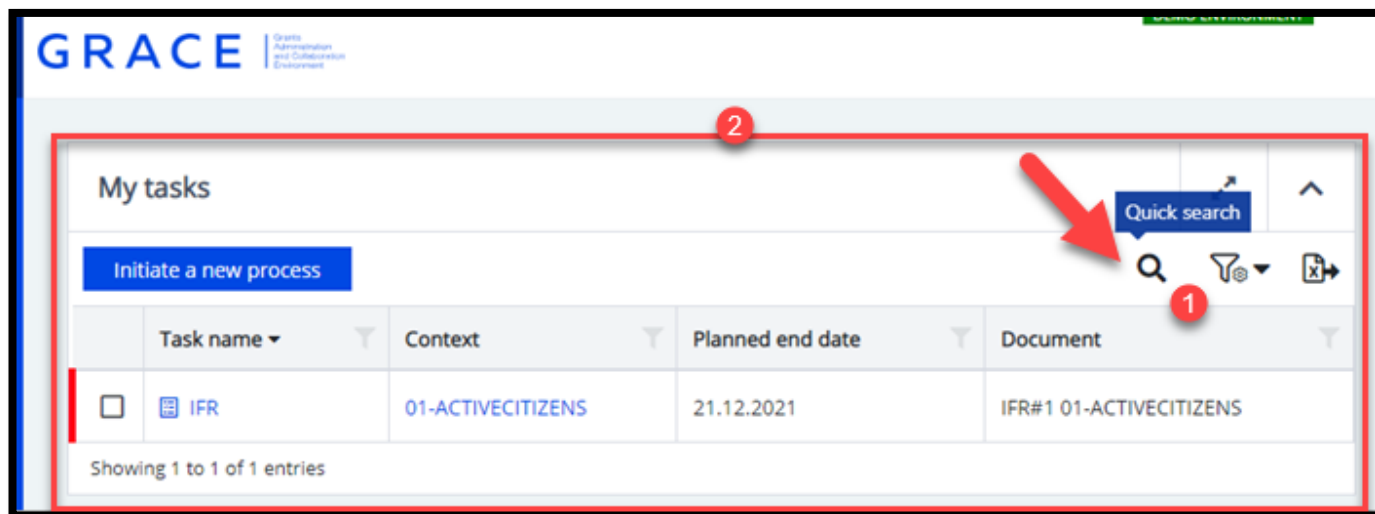 DEMO ENVIRONMENT
GRACE
Grants
Administration
and Collaboration
Environment
2
My tasks
Quick search
Initiate a new process
1
Task name
Context
Planned end date
Document
IFR
01-ACTIVECITIZENS
21.12.2021
IFR#1 01-ACTIVECITIZENS
Showing 1 to 1 of 1 entries